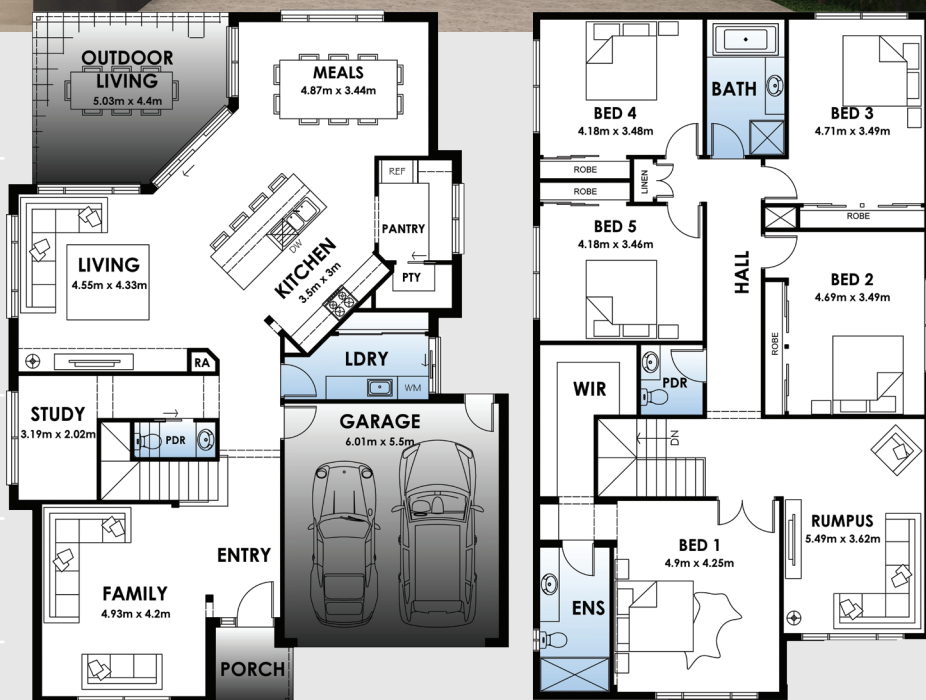 OUTDOOR
LIVING
5.03m x 4.4m
MEALS
4.87m x 3.44m
REF
PANTRY
PTY
DW
KITCHEN
3.5m x 3m
LIVING
4.55m x 4.33m
RA
LDRY
WM
STUDY
3.19m x 2.02m
PDR
GARAGE
6.01m x 5.5m
ENTRY
FAMILY
4.93m x 4.2m
PORCH
BED 4
4.18m x 3.48m
BATH
BED 3
4.71m x 3.49m
ROBE
ROBE
LINEN
ROBE
BED 5
4.18m x 3.46m
HALL
BED 2
4.69m x 3.49m
ROBE
WIR
PDR
DN
RUMPUS
5.49m x 3.62m
BED 1
4.9m x 4.25m
ENS